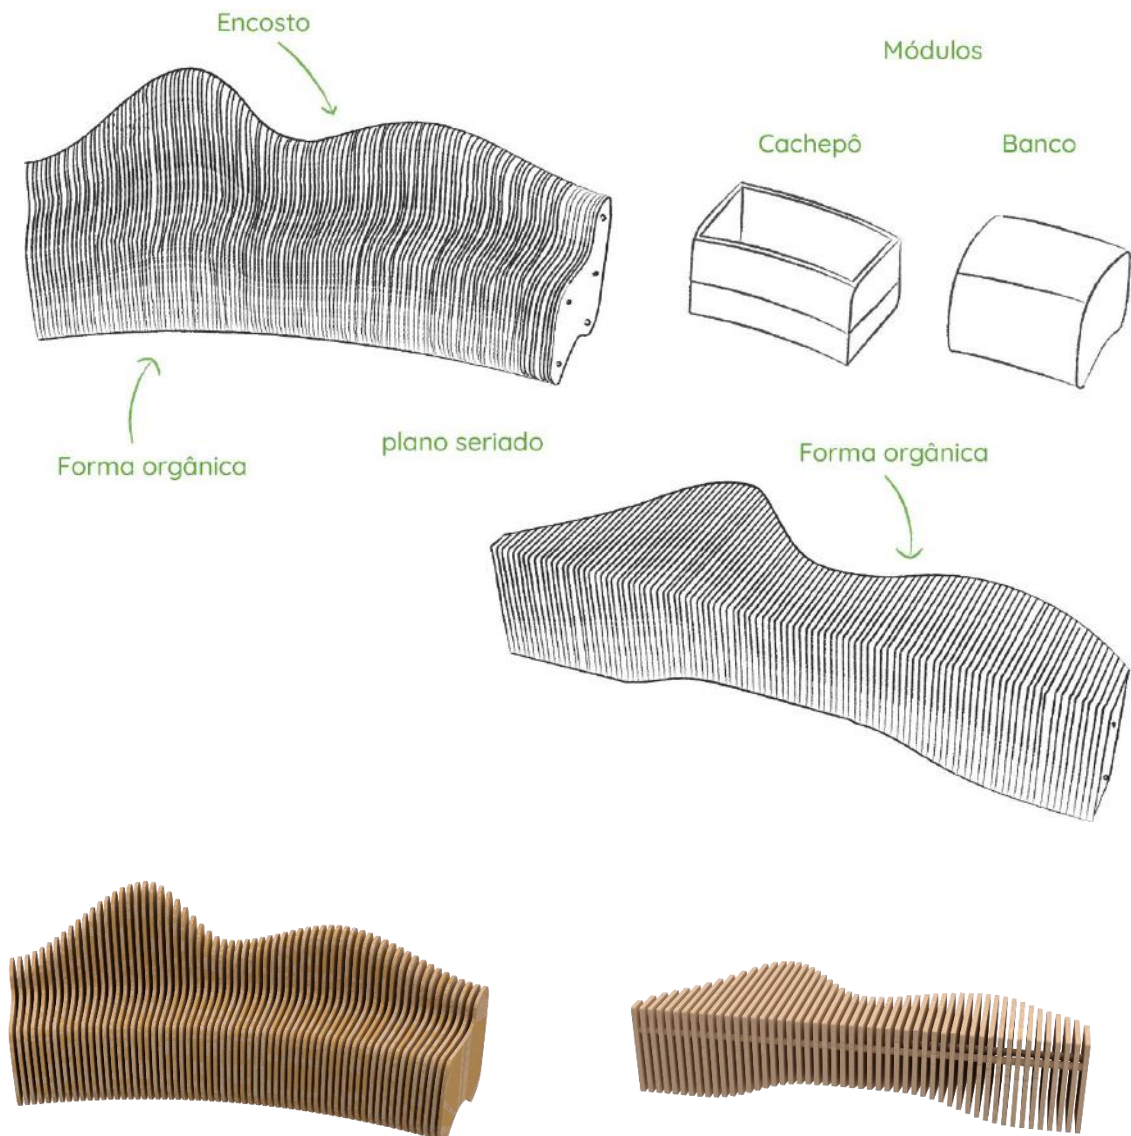 Encosto
Módulos
Cachepô
Banco
Forma orgânica
plano seriado
Forma orgânica